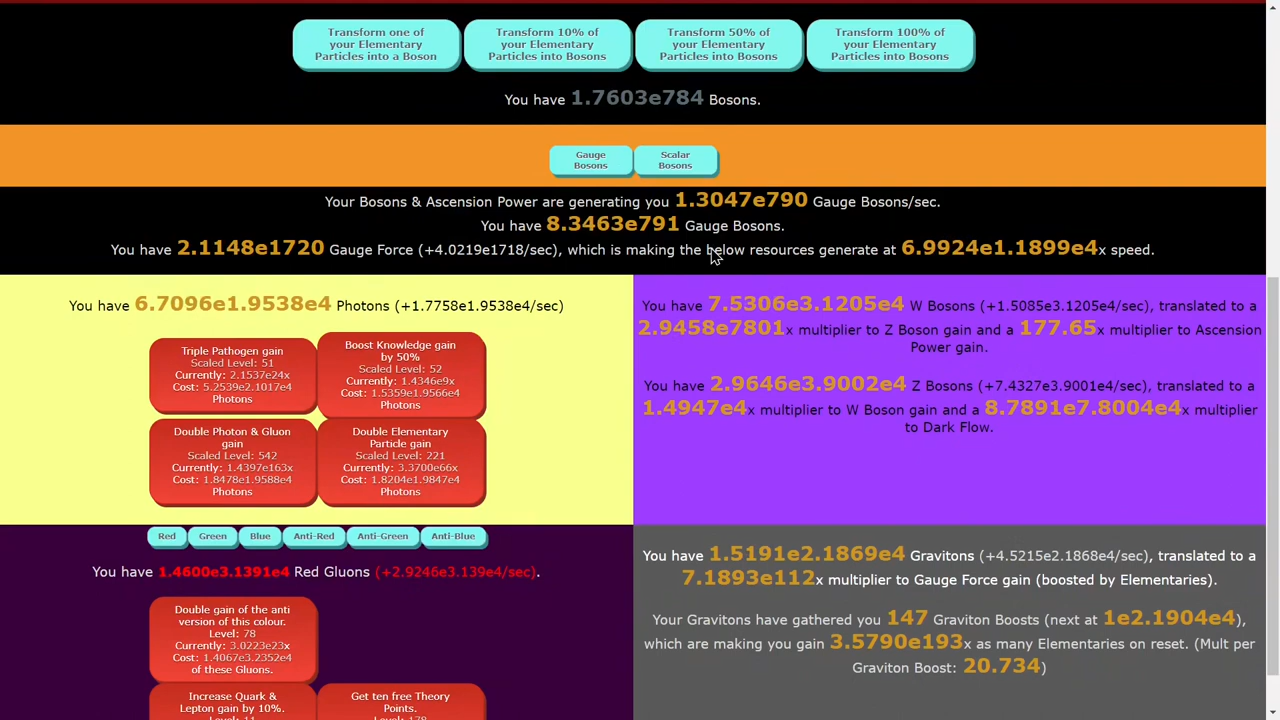 Transform one of
your Elementary
Particles into a Boson
Transform 10% of
your Elementary
Particles into Bosons
Transform 50% of
your Elementary
Particles into Bosons
Transform 100% of
your Elementary
Particles into Bosons
You have 1.7603e784 Bosons.
Gauge
Bosons
Scalar
Bosons
Your Bosons & Ascension Power are generating you 1.3047e790 Gauge Bosons/sec.
You have 8.3463e791 Gauge Bosons.
You have 2.1148e1720 Gauge Force (+4.0219e1718/sec), which is making the below resources generate at 6.9924e1.1899e4x speed.
You have 6.7096e1.9538e4 Photons (+1.7758e1.9538e4/sec)
Triple Pathogen gain
Scaled Level: 51
Currently: 2.1537e24x
Cost: 5.2539e2.1017e4
Photons
Boost Knowledge gain
by 50%
Scaled Level: 52
Currently: 1.4346e9x
Cost: 1.5359e1.9566e4
Photons
Double Photon & Gluon
gain
Scaled Level: 542
Currently: 1.4397e163x
Cost: 1.8478e1.9588e4
Photons
Double Elementary
Particle gain
Scaled Level: 221
Currently: 3.3700e66x
Cost: 1.8204e1.9847e4
Photons
You have 7.5306e3.1205e4 W Bosons (+1.5085e3.1205e4/sec), translated to a
2.9458e7801x multiplier to Z Boson gain and a 177.65x multiplier to Ascension
Power gain.
You have 2.9646e3.9002e4 Z Bosons (+7.4327e3.9001e4/sec), translated to a
1.4947e4x multiplier to W Boson gain and a 8.7891e7.8004e4x multiplier
to Dark Flow.
Red
Green
Blue
Anti-Red
Anti-Green
Anti-Blue
You have 1.4600e3.1391e4 Red Gluons (+2.9246e3.139e4/sec).
Double gain of the anti
version of this colour.
Level: 78
Currently: 3.0223e23x
Cost: 1.4067e3.2352e4
of these Gluons.
Increase Quark &
Lepton gain by 10%.
Level: 11
Get ten free Theory
Points.
Level: 178
You have 1.5191e2.1869e4 Gravitons (+4.5215e2.1868e4/sec), translated to a
7.1893e112x multiplier to Gauge Force gain (boosted by Elementaries).
Your Gravitons have gathered you 147 Graviton Boosts (next at 1e2.1904e4),
which are making you gain 3.5790e193x as many Elementaries on reset. (Mult per
Graviton Boost: 20.734)